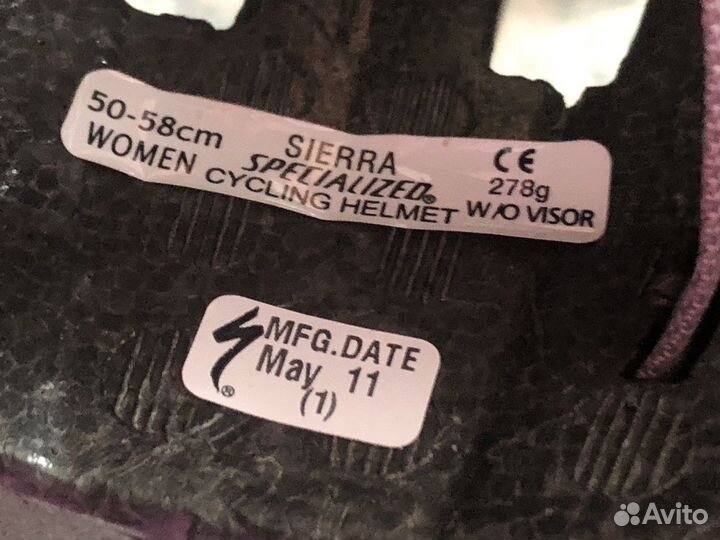 50-58cm SIERRA CE
WOMEN SPECIALIZED® 278g
CYCLING HELMET W/O VISOR
MFG.DATE
May 11
® (1)
Avito